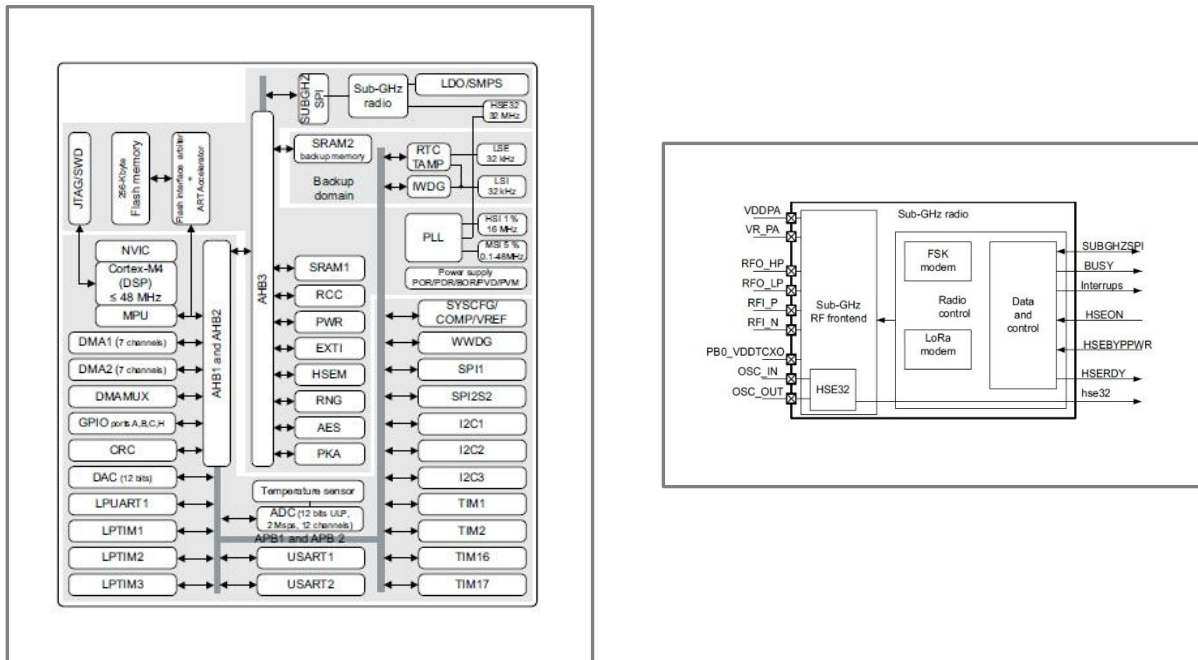 SUBGHZ
SPI
Sub-GHz
radio
LDO/SMPS
HSE32
32 MHz
JTAG/SWD
256-Kbyte
Flash memory
Flash interface arbiter
+
ART Accelerator
SRAM2
backup memory
Backup
domain
RTC
TAMP
LSE
32 kHz
IWDG
LSI
32 kHz
PLL
HSI 1 %
16 MHz
MSI 5 %
0.1-48MHz
Power supply
POR/PDR/BOR/PVD/PVM
NVIC
Cortex-M4
(DSP)
≤ 48 MHz
MPU
AHB1 and AHB2
AHB3
SRAM1
RCC
PWR
EXTI
HSEM
RNG
AES
PKA
DMA1 (7 channels)
DMA2 (7 channels)
DMAMUX
GPIO ports A,B,C,H
CRC
DAC (12 bits)
LPUART1
LPTIM1
LPTIM2
LPTIM3
Temperature sensor
ADC (12 bits ULP,
2 Msps, 12 channels)
APB1 and APB 2
USART1
USART2
SYSCFG/
COMP/VREF
WWDG
SPI1
SPI2S2
I2C1
I2C2
I2C3
TIM1
TIM2
TIM16
TIM17
VDDPA
VR_PA
RFO_HP
RFO_LP
RFI_P
RFI_N
PB0_VDDTCXO
OSC_IN
OSC_OUT
Sub-GHz radio
Sub-GHz
RF frontend
HSE32
FSK
modem
Radio
control
LoRa
modem
Data
and
control
SUBGHZSPI
BUSY
Interrups
HSEON
HSEBYPPWR
HSERDY
hse32